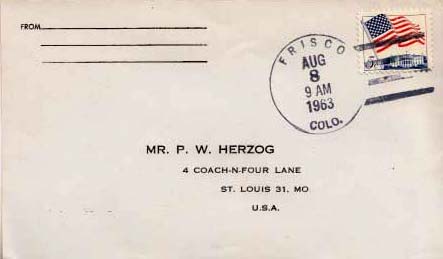 FROM
FRISCO
AUG
8
9 AM
1963
COLO.
MR. P. W. HERZOG
4 COACH-N-FOUR LANE
ST. LOUIS 31, MO
U.S.A.